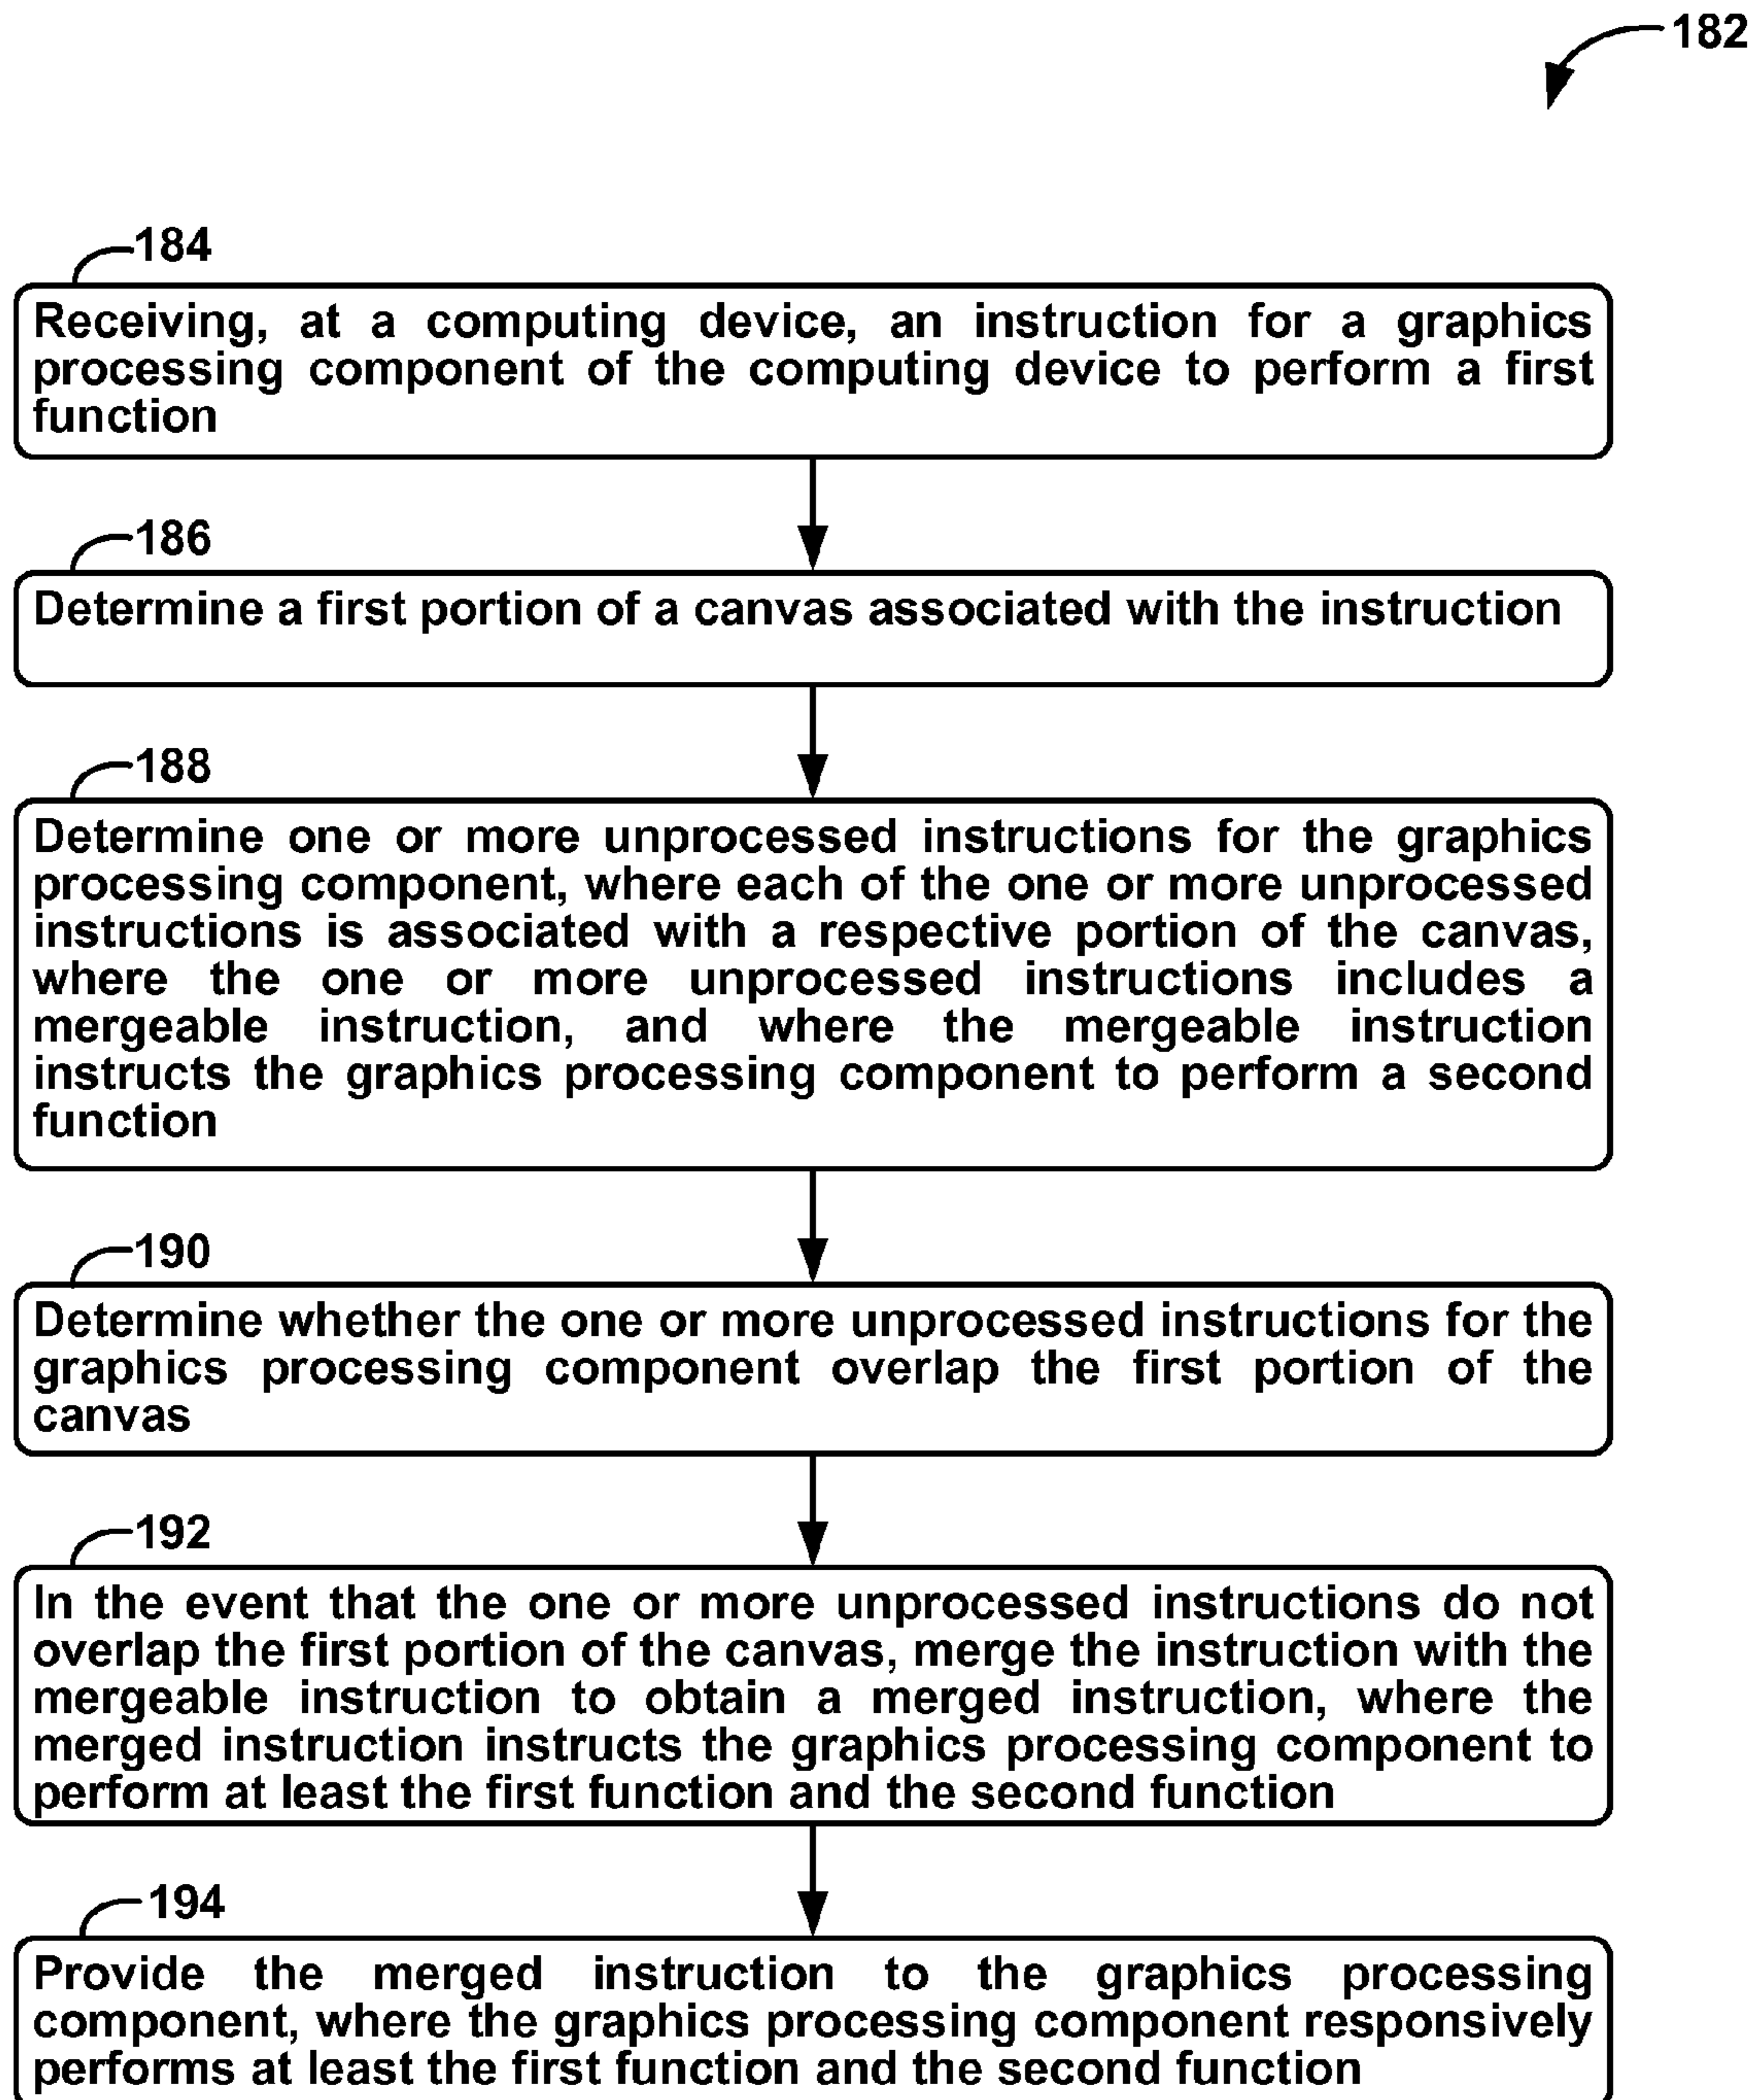 182
184
Receiving, at a computing device, an instruction for a graphics
processing component of the computing device to perform a first
function
186
Determine a first portion of a canvas associated with the instruction
188
Determine one or more unprocessed instructions for the graphics
processing component, where each of the one or more unprocessed
instructions is associated with a respective portion of the canvas,
where the one or more unprocessed instructions includes a
mergeable instruction, and where the mergeable instruction
instructs the graphics processing component to perform a second
function
190
Determine whether the one or more unprocessed instructions for the
graphics processing component overlap the first portion of the
canvas
192
In the event that the one or more unprocessed instructions do not
overlap the first portion of the canvas, merge the instruction with the
mergeable instruction to obtain a merged instruction, where the
merged instruction instructs the graphics processing component to
perform at least the first function and the second function
194
Provide the merged instruction to the graphics processing
component, where the graphics processing component responsively
performs at least the first function and the second function